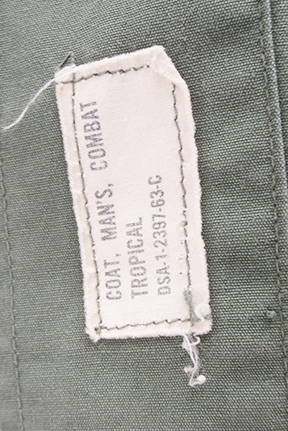 COAT, MAN'S, COMBAT
TROPICAL
DSA-1-2397-63-C